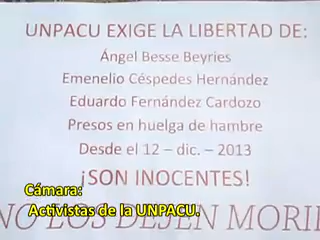 UNPACU EXIGE LA LIBERTAD DE:
Ángel Besse Beyries
Emenelio Céspedes Hernández
Eduardo Fernández Cardozo
Presos en huelga de hambre
Desde el 12 – dic. – 2013
¡SON INOCENTES!
Cámara:
Activistas de la UNPACU.
NO LOS DEJEN MORIR